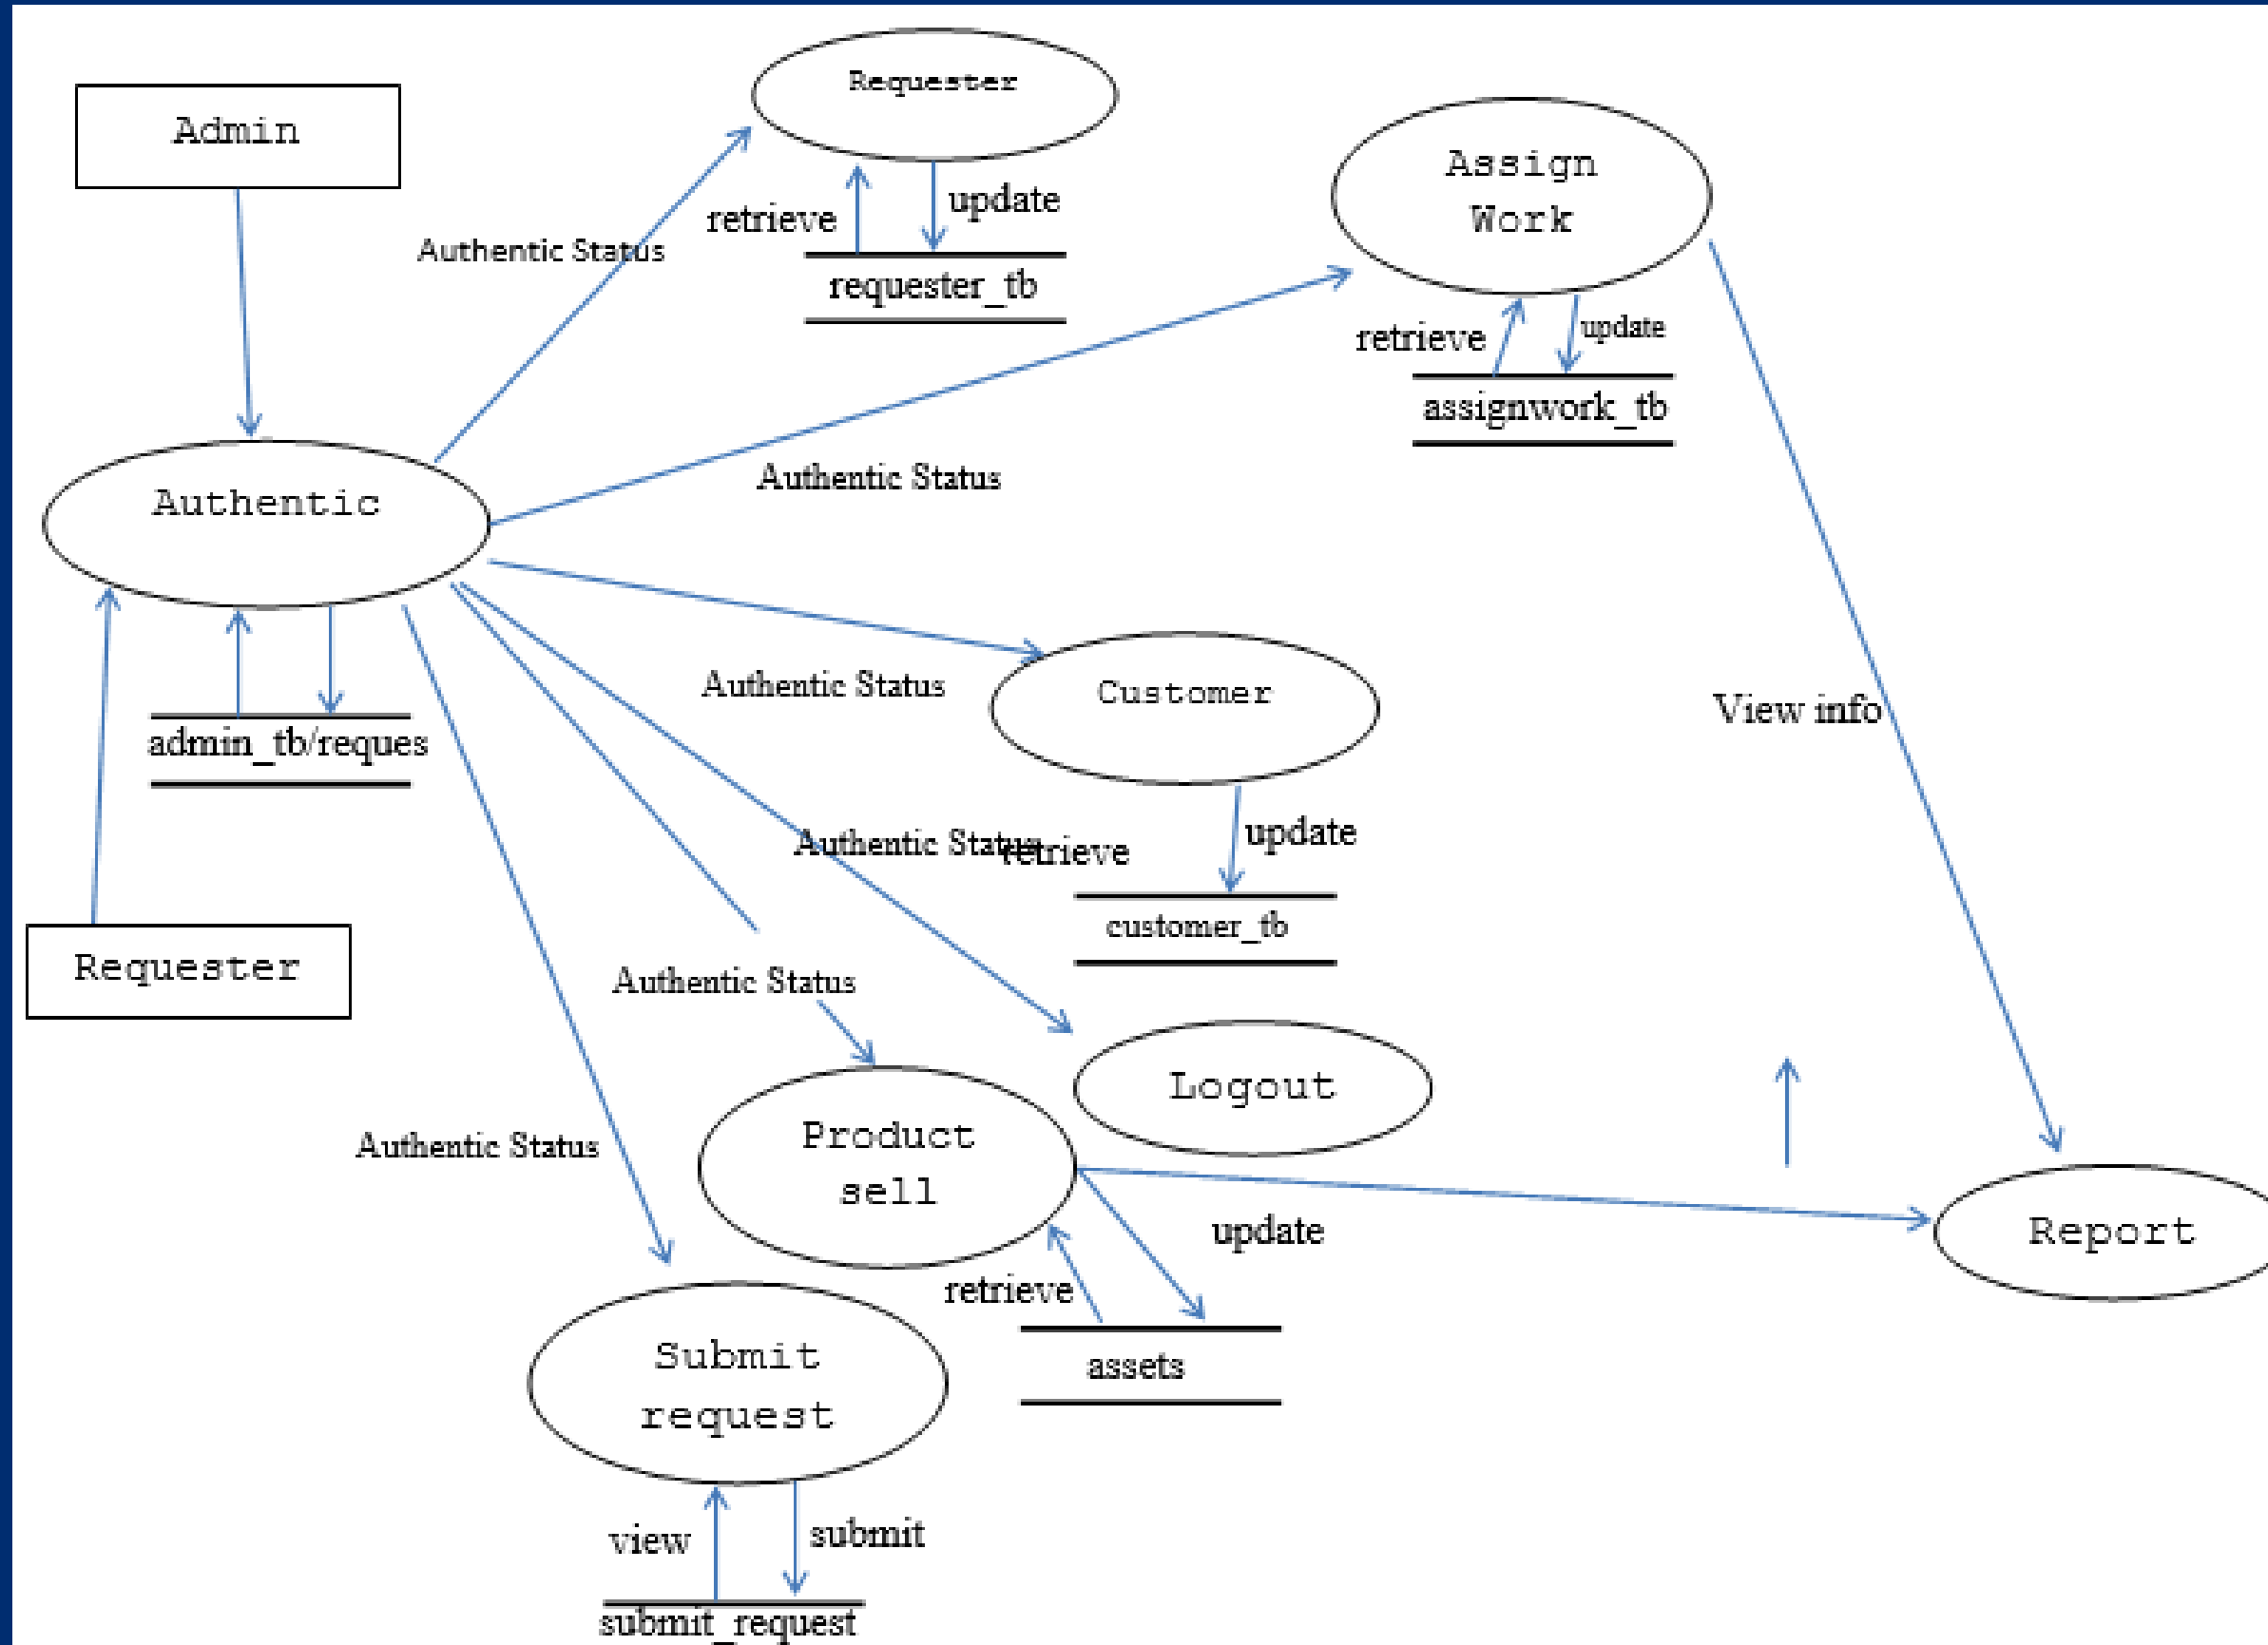 Requester
Admin
Assign
Work
retrieve
update
Authentic Status
requester_tb
retrieve
update
assignwork_tb
Authentic Status
Authentic
Authentic Status
Customer
View info
admin_tb/reques
Authentic Status
retrieve
update
customer_tb
Requester
Authentic Status
Logout
Authentic Status
Product
sell
update
Report
retrieve
Submit
request
assets
view
submit
submit_request